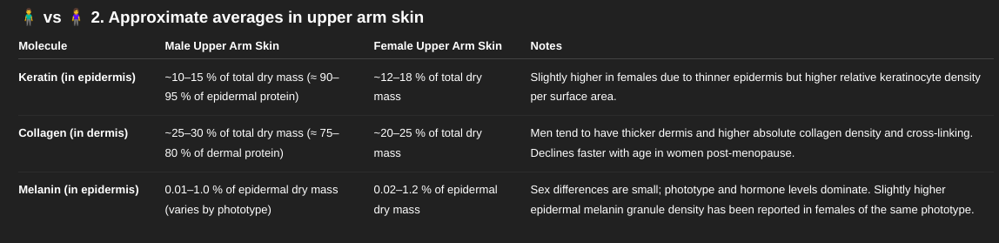 🧍‍♂️ vs 🧍‍♀️ 2. Approximate averages in upper arm skin
Molecule Male Upper Arm Skin Female Upper Arm Skin Notes
Keratin (in epidermis) ~10–15 % of total dry mass (≈ 90– ~12–18 % of total dry Slightly higher in females due to thinner epidermis but higher relative keratinocyte density
95 % of epidermal protein) mass per surface area.
Collagen (in dermis) ~25–30 % of total dry mass (≈ 75– ~20–25 % of total dry Men tend to have thicker dermis and higher absolute collagen density and cross-linking.
80 % of dermal protein) mass Declines faster with age in women post-menopause.
Melanin (in epidermis) 0.01–1.0 % of epidermal dry mass 0.02–1.2 % of epidermal Sex differences are small; phototype and hormone levels dominate. Slightly higher
(varies by phototype) dry mass epidermal melanin granule density has been reported in females of the same phototype.